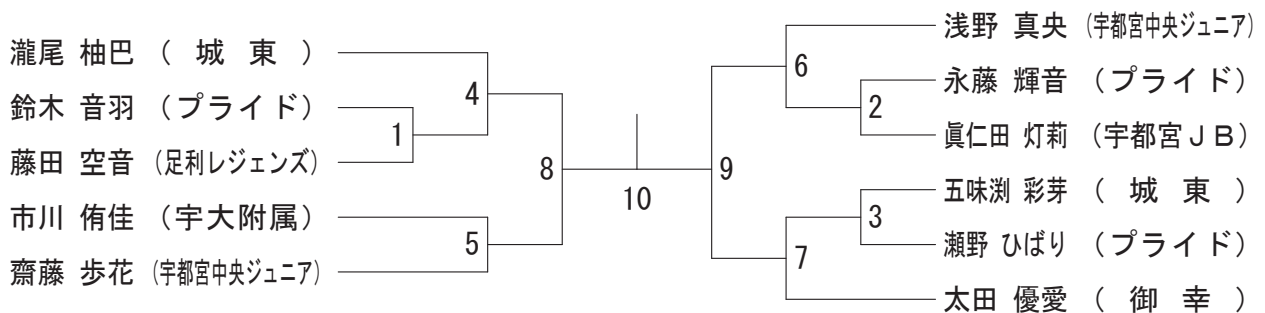 瀧尾 柚巴 （ 城 東 ）
鈴木 音羽 （プライド）
藤田 空音 （足利レジェンズ）
市川 侑佳 （宇大附属）
齋藤 歩花 （宇都宮中央ジュニア）
1
4
5
8
10
9
6
2
3
7
浅野 真央 （宇都宮中央ジュニア）
永藤 輝音 （プライド）
眞仁田 灯莉 （宇都宮ＪＢ）
五味渕 彩芽 （ 城 東 ）
瀬野 ひばり （プライド）
太田 優愛 （ 御 幸 ）